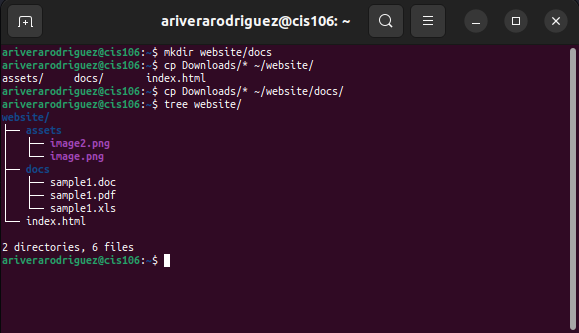 ariverarodriguez@cis106: ~
ariverarodriguez@cis106:~$ mkdir website/docs
ariverarodriguez@cis106:~$ cp Downloads/* ~/website/
assets/     docs/       index.html
ariverarodriguez@cis106:~$ cp Downloads/* ~/website/docs/
ariverarodriguez@cis106:~$ tree website/
website/
├── assets
│   ├── image2.png
│   └── image.png
├── docs
│   ├── sample1.doc
│   ├── sample1.pdf
│   └── sample1.xls
└── index.html
2 directories, 6 files
ariverarodriguez@cis106:~$